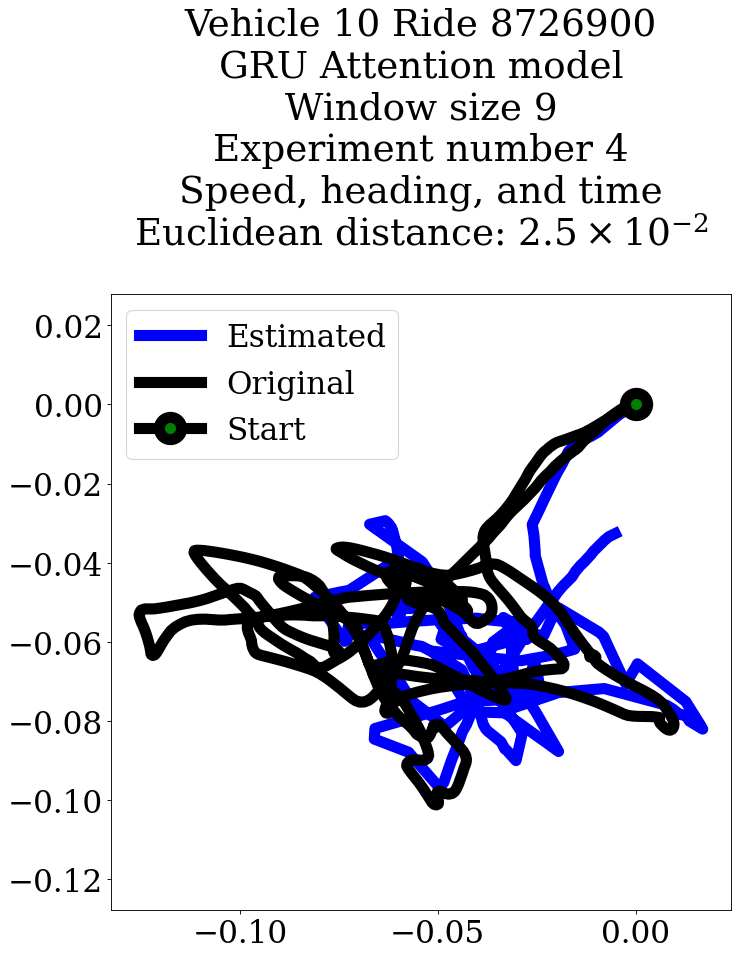 Vehicle 10 Ride 8726900
GRU Attention model
Window size 9
Experiment number 4
Speed, heading, and time
Euclidean distance: 2.5 × 10⁻²
Estimated
Original
Start
0.02
0.00
−0.02
−0.04
−0.06
−0.08
−0.10
−0.12
−0.10
−0.05
0.00